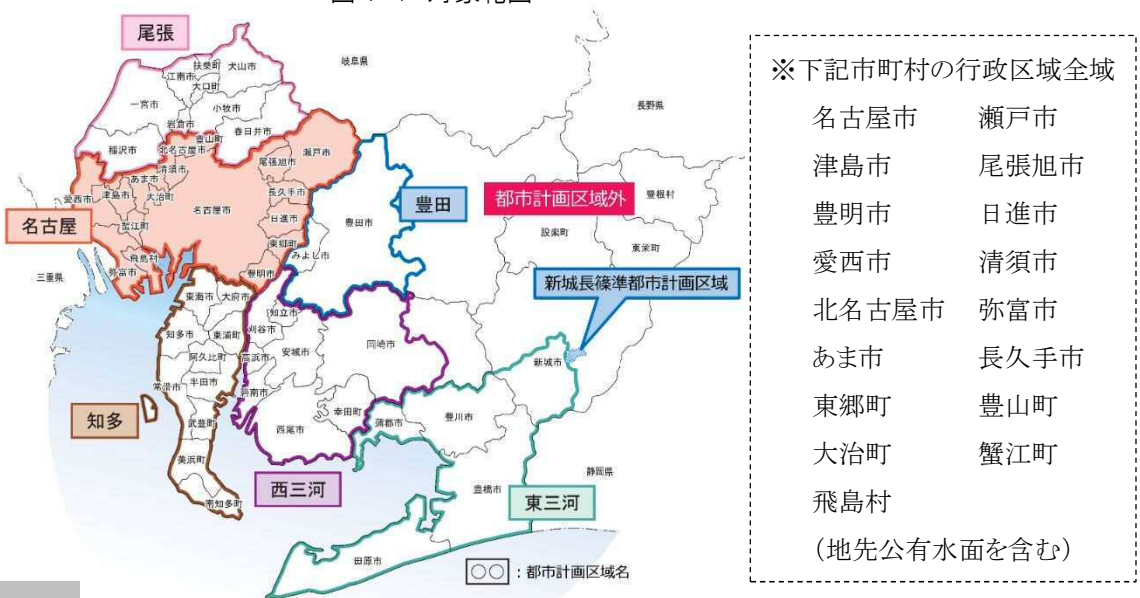 尾張
岐阜県
扶桑町
犬山市
江南市
大口町
一宮市
小牧市
岩倉市
春日井市
豊山町
稲沢市
北名古屋市
清須市
瀬戸市
尾張旭市
あま市
愛西市
津島市
大治町
名古屋市
長久手市
日進市
蟹江町
東郷町
飛島村
弥富市
豊明市
名古屋
三重県
長野県
豊田
豊田市
みよし市
都市計画区域外
豊根村
設楽町
東栄町
新城長篠準都市計画区域
東海市
大府市
知多市
東浦町
阿久比町
常滑市
半田市
武豊町
美浜町
南知多町
知多
知立市
刈谷市
安城市
岡崎市
高浜市
碧南市
西尾市
幸田町
西三河
新城市
蒲郡市
豊川市
豊橋市
静岡県
東三河
田原市
○○:都市計画区域名
※下記市町村の行政区域全域
名古屋市 瀬戸市
津島市 尾張旭市
豊明市 日進市
愛西市 清須市
北名古屋市 弥富市
あま市 長久手市
東郷町 豊山町
大治町 蟹江町
飛島村
(地先公有水面を含む)